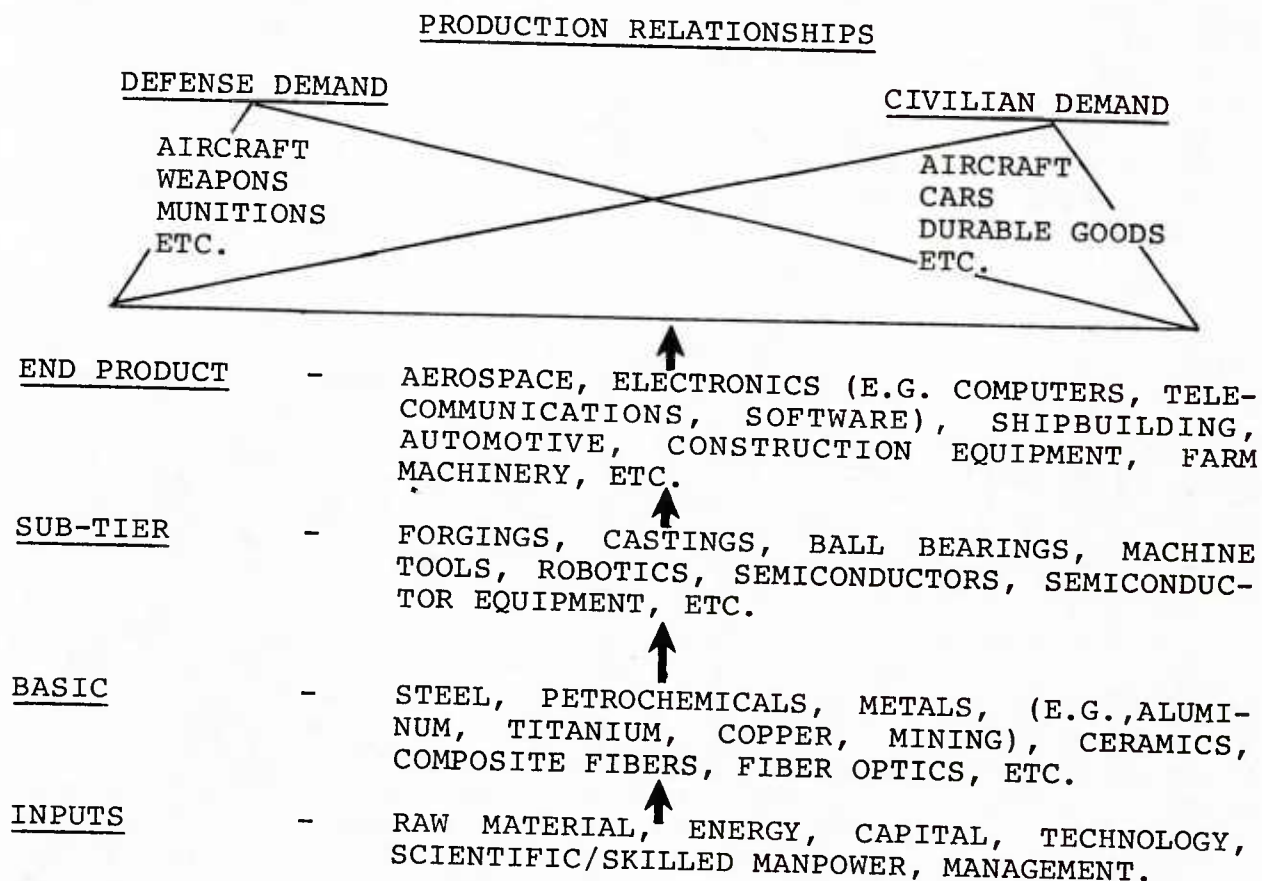 PRODUCTION RELATIONSHIPS
DEFENSE DEMAND
AIRCRAFT
WEAPONS
MUNITIONS
ETC.
CIVILIAN DEMAND
AIRCRAFT
CARS
DURABLE GOODS
ETC.
END PRODUCT - AEROSPACE, ELECTRONICS (E.G. COMPUTERS, TELE-
COMMUNICATIONS, SOFTWARE), SHIPBUILDING,
AUTOMOTIVE, CONSTRUCTION EQUIPMENT, FARM
MACHINERY, ETC.
SUB-TIER - FORGINGS, CASTINGS, BALL BEARINGS, MACHINE
TOOLS, ROBOTICS, SEMICONDUCTORS, SEMICONDUC-
TOR EQUIPMENT, ETC.
BASIC - STEEL, PETROCHEMICALS, METALS, (E.G.,ALUMI-
NUM, TITANIUM, COPPER, MINING), CERAMICS,
COMPOSITE FIBERS, FIBER OPTICS, ETC.
INPUTS - RAW MATERIAL, ENERGY, CAPITAL, TECHNOLOGY,
SCIENTIFIC/SKILLED MANPOWER, MANAGEMENT.